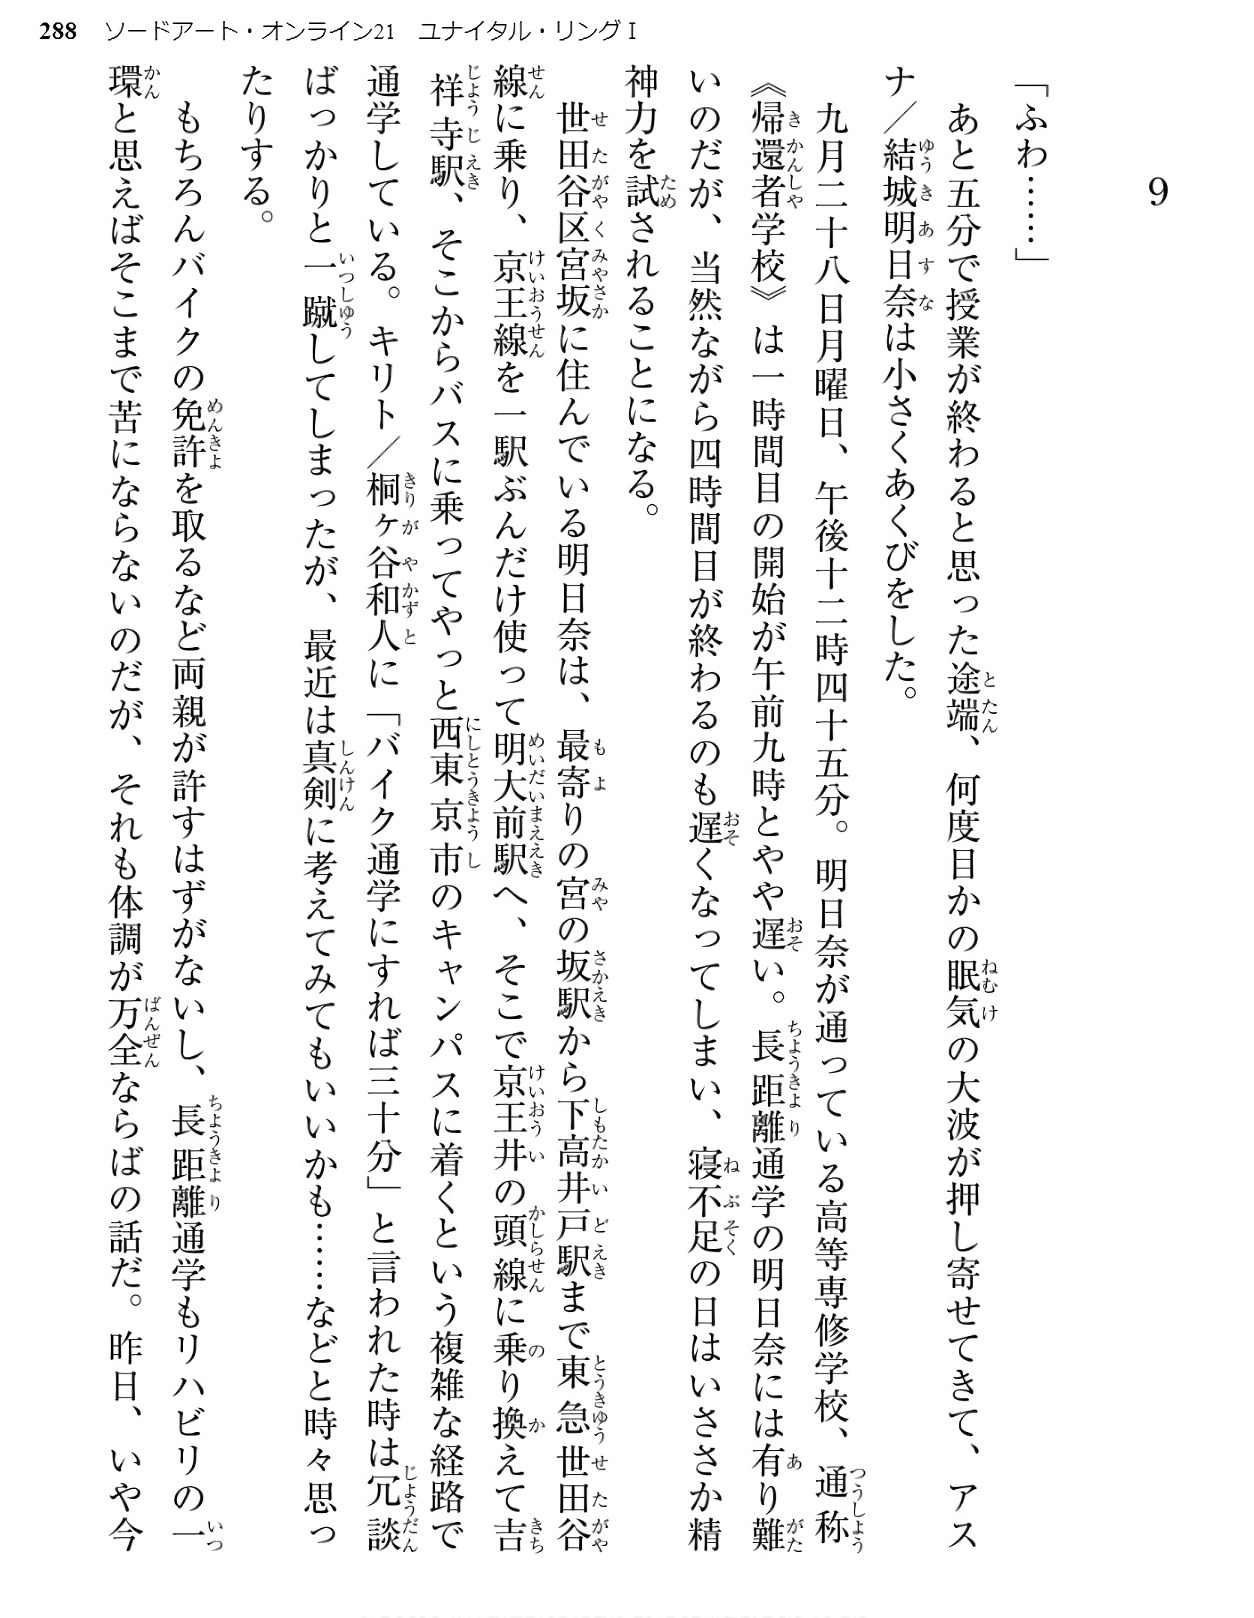 288 ソードアート・オンライン21 ユナイタル・リングⅠ
9
「ふわ……」
あと五分で授業が終わると思った途端、何度目かの眠気の大波が押し寄せてきて、アス
ナ／結城明日奈は小さくあくびをした。
九月二十八日月曜日、午後十二時四十五分。明日奈が通っている高等専修学校、通称
《帰還者学校》は一時間目の開始が午前九時とやや遅い。長距離通学の明日奈には有り難
いのだが、当然ながら四時間目が終わるのも遅くなってしまい、寝不足の日はいささか精
神力を試されることになる。
世田谷区宮坂に住んでいる明日奈は、最寄りの宮の坂駅から下高井戸駅まで東急世田谷
線に乗り、京王線を一駅ぶんだけ使って明大前駅へ、そこで京王井の頭線に乗り換えて吉
祥寺駅、そこからバスに乗ってやっと西東京市のキャンパスに着くという複雑な経路で
通学している。キリト／桐ヶ谷和人に「バイク通学にすれば三十分」と言われた時は冗談
ばっかりと一蹴してしまったが、最近は真剣に考えてみてもいいかも……などと時々思っ
たりする。
もちろんバイクの免許を取るなど両親が許すはずがないし、長距離通学もリハビリの一
環と思えばそこまで苦にならないのだが、それも体調が万全ならばの話だ。昨日、いや今